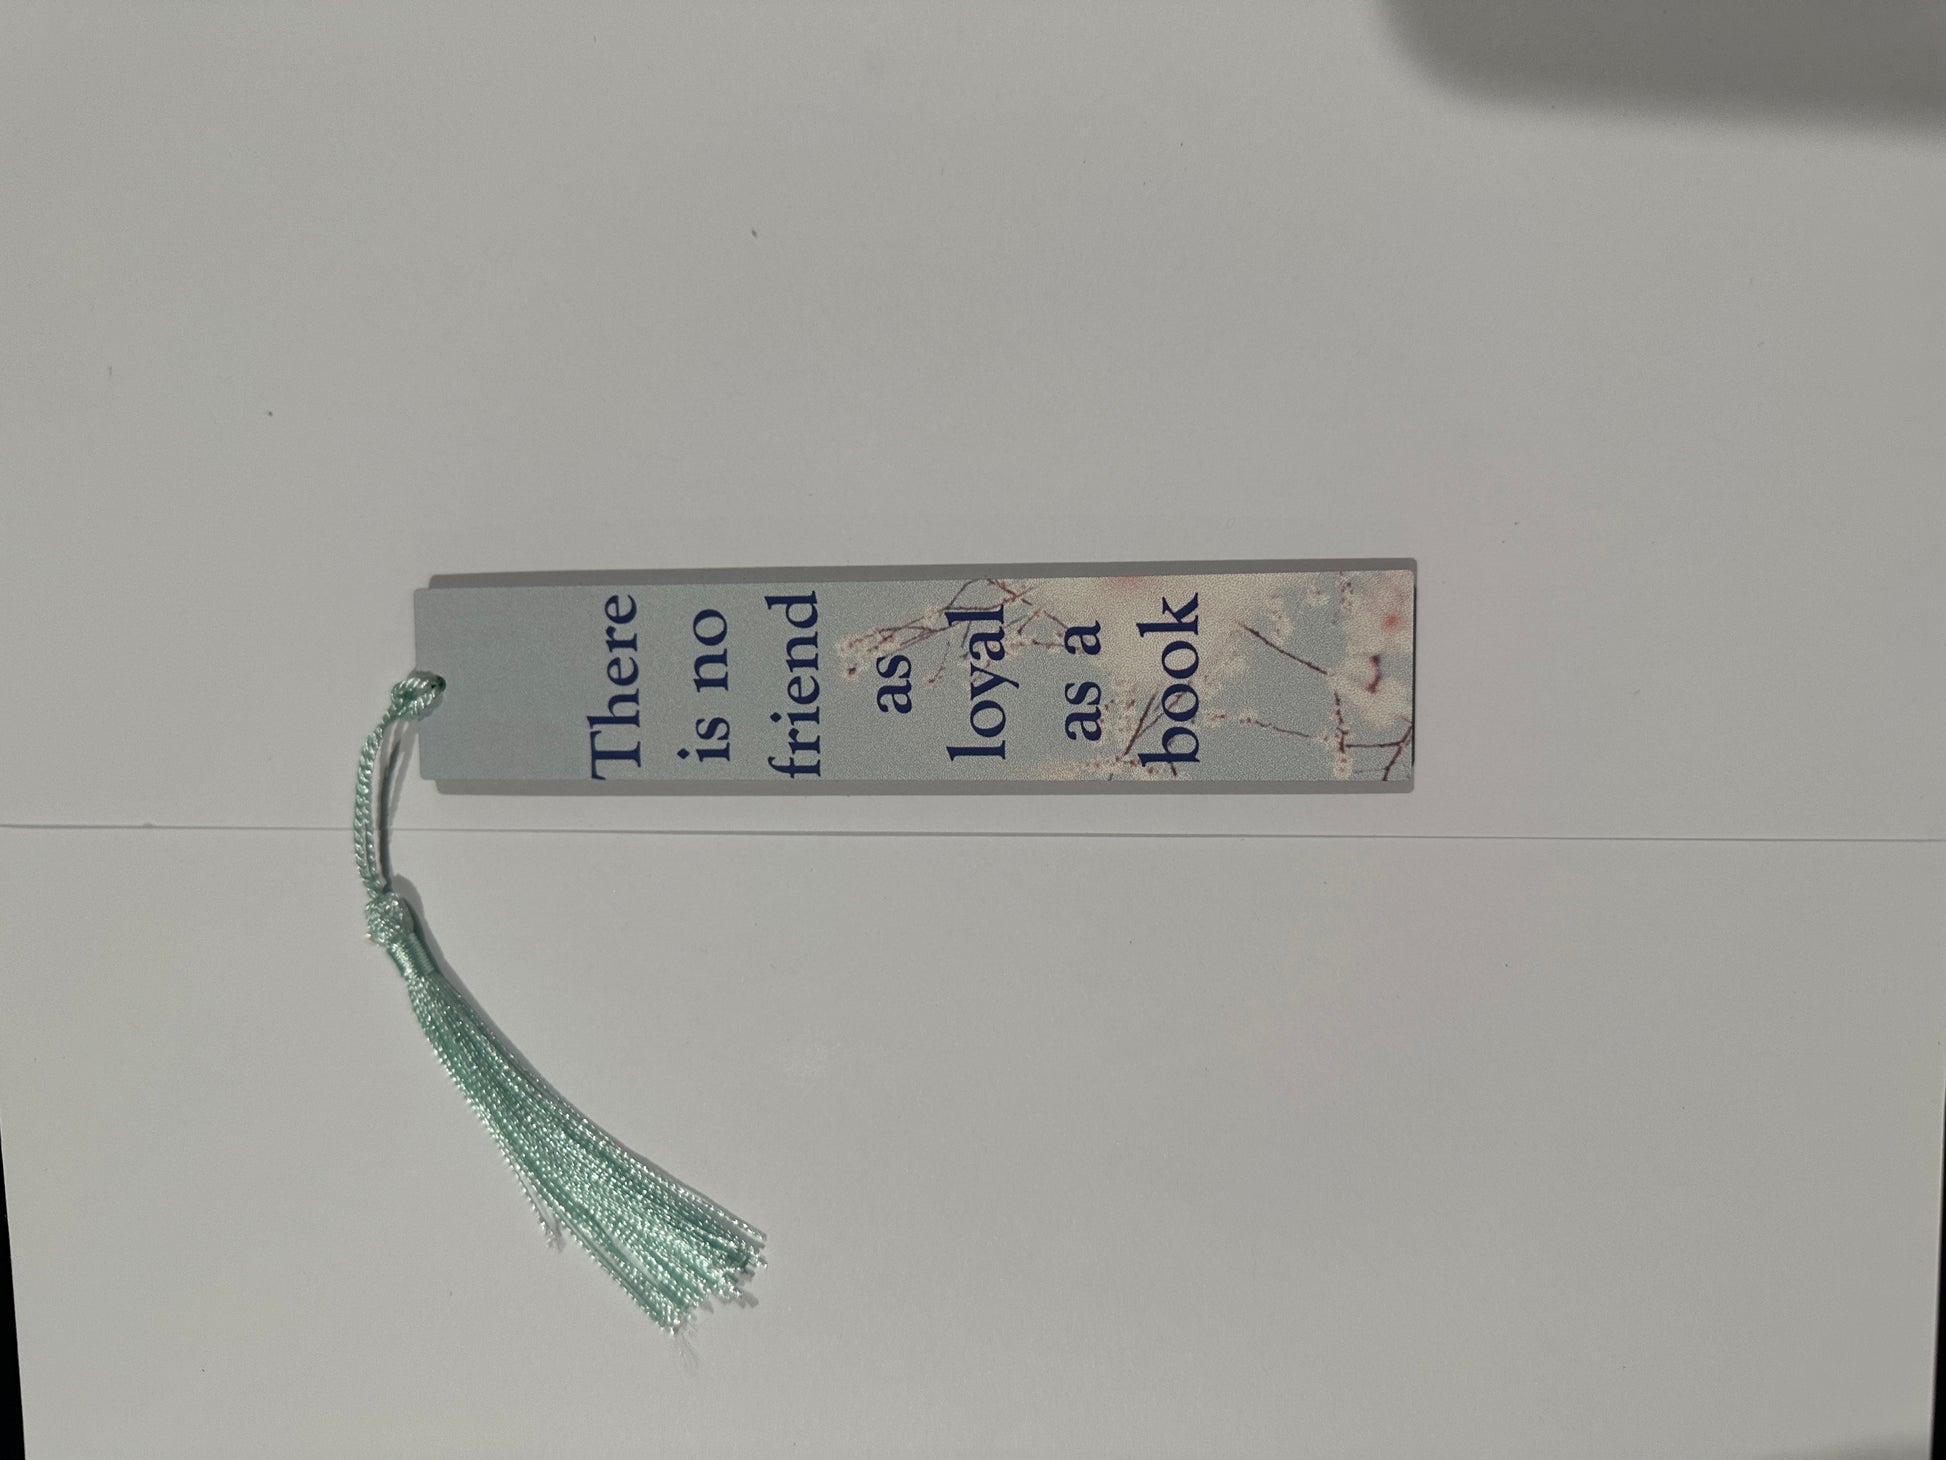 There
is no
friend
as
loyal
as a
book